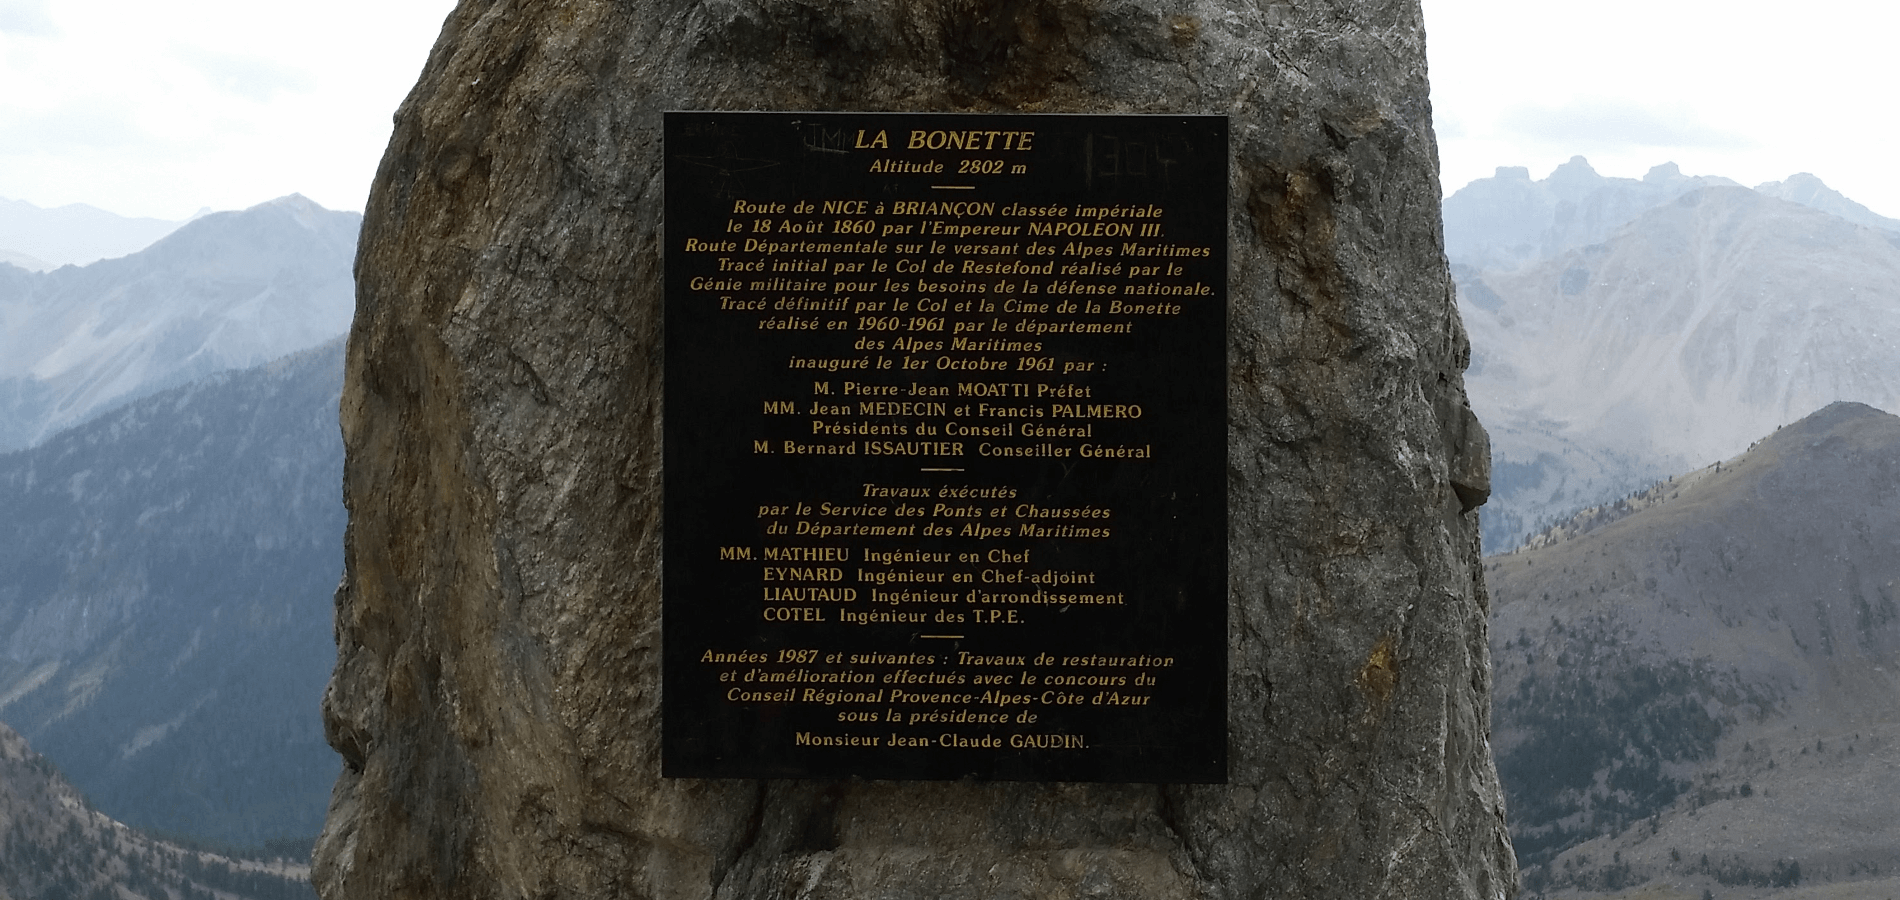 LA BONETTE
Altitude 2802 m
Route de NICE à BRIANÇON classée impériale
le 18 Août 1860 par l'Empereur NAPOLEON III.
Route Départementale sur le versant des Alpes Maritimes
Tracé initial par le Col de Restefond réalisé par le
Génie militaire pour les besoins de la défense nationale.
Tracé définitif par le Col et la Cime de la Bonette
réalisé en 1960-1961 par le département
des Alpes Maritimes
inauguré le 1er Octobre 1961 par :
M. Pierre-Jean MOATTI Préfet
MM. Jean MEDECIN et Francis PALMERO
Présidents du Conseil Général
M. Bernard ISSAUTIER Conseiller Général
Travaux éxécutés
par le Service des Ponts et Chaussées
du Département des Alpes Maritimes
MM. MATHIEU Ingénieur en Chef
EYNARD Ingénieur en Chef-adjoint
LIAUTAUD Ingénieur d'arrondissement
COTEL Ingénieur des T.P.E.
Années 1987 et suivantes : Travaux de restauration
et d'amélioration effectués avec le concours du
Conseil Régional Provence-Alpes-Côte d'Azur
sous la présidence de
Monsieur Jean-Claude GAUDIN.